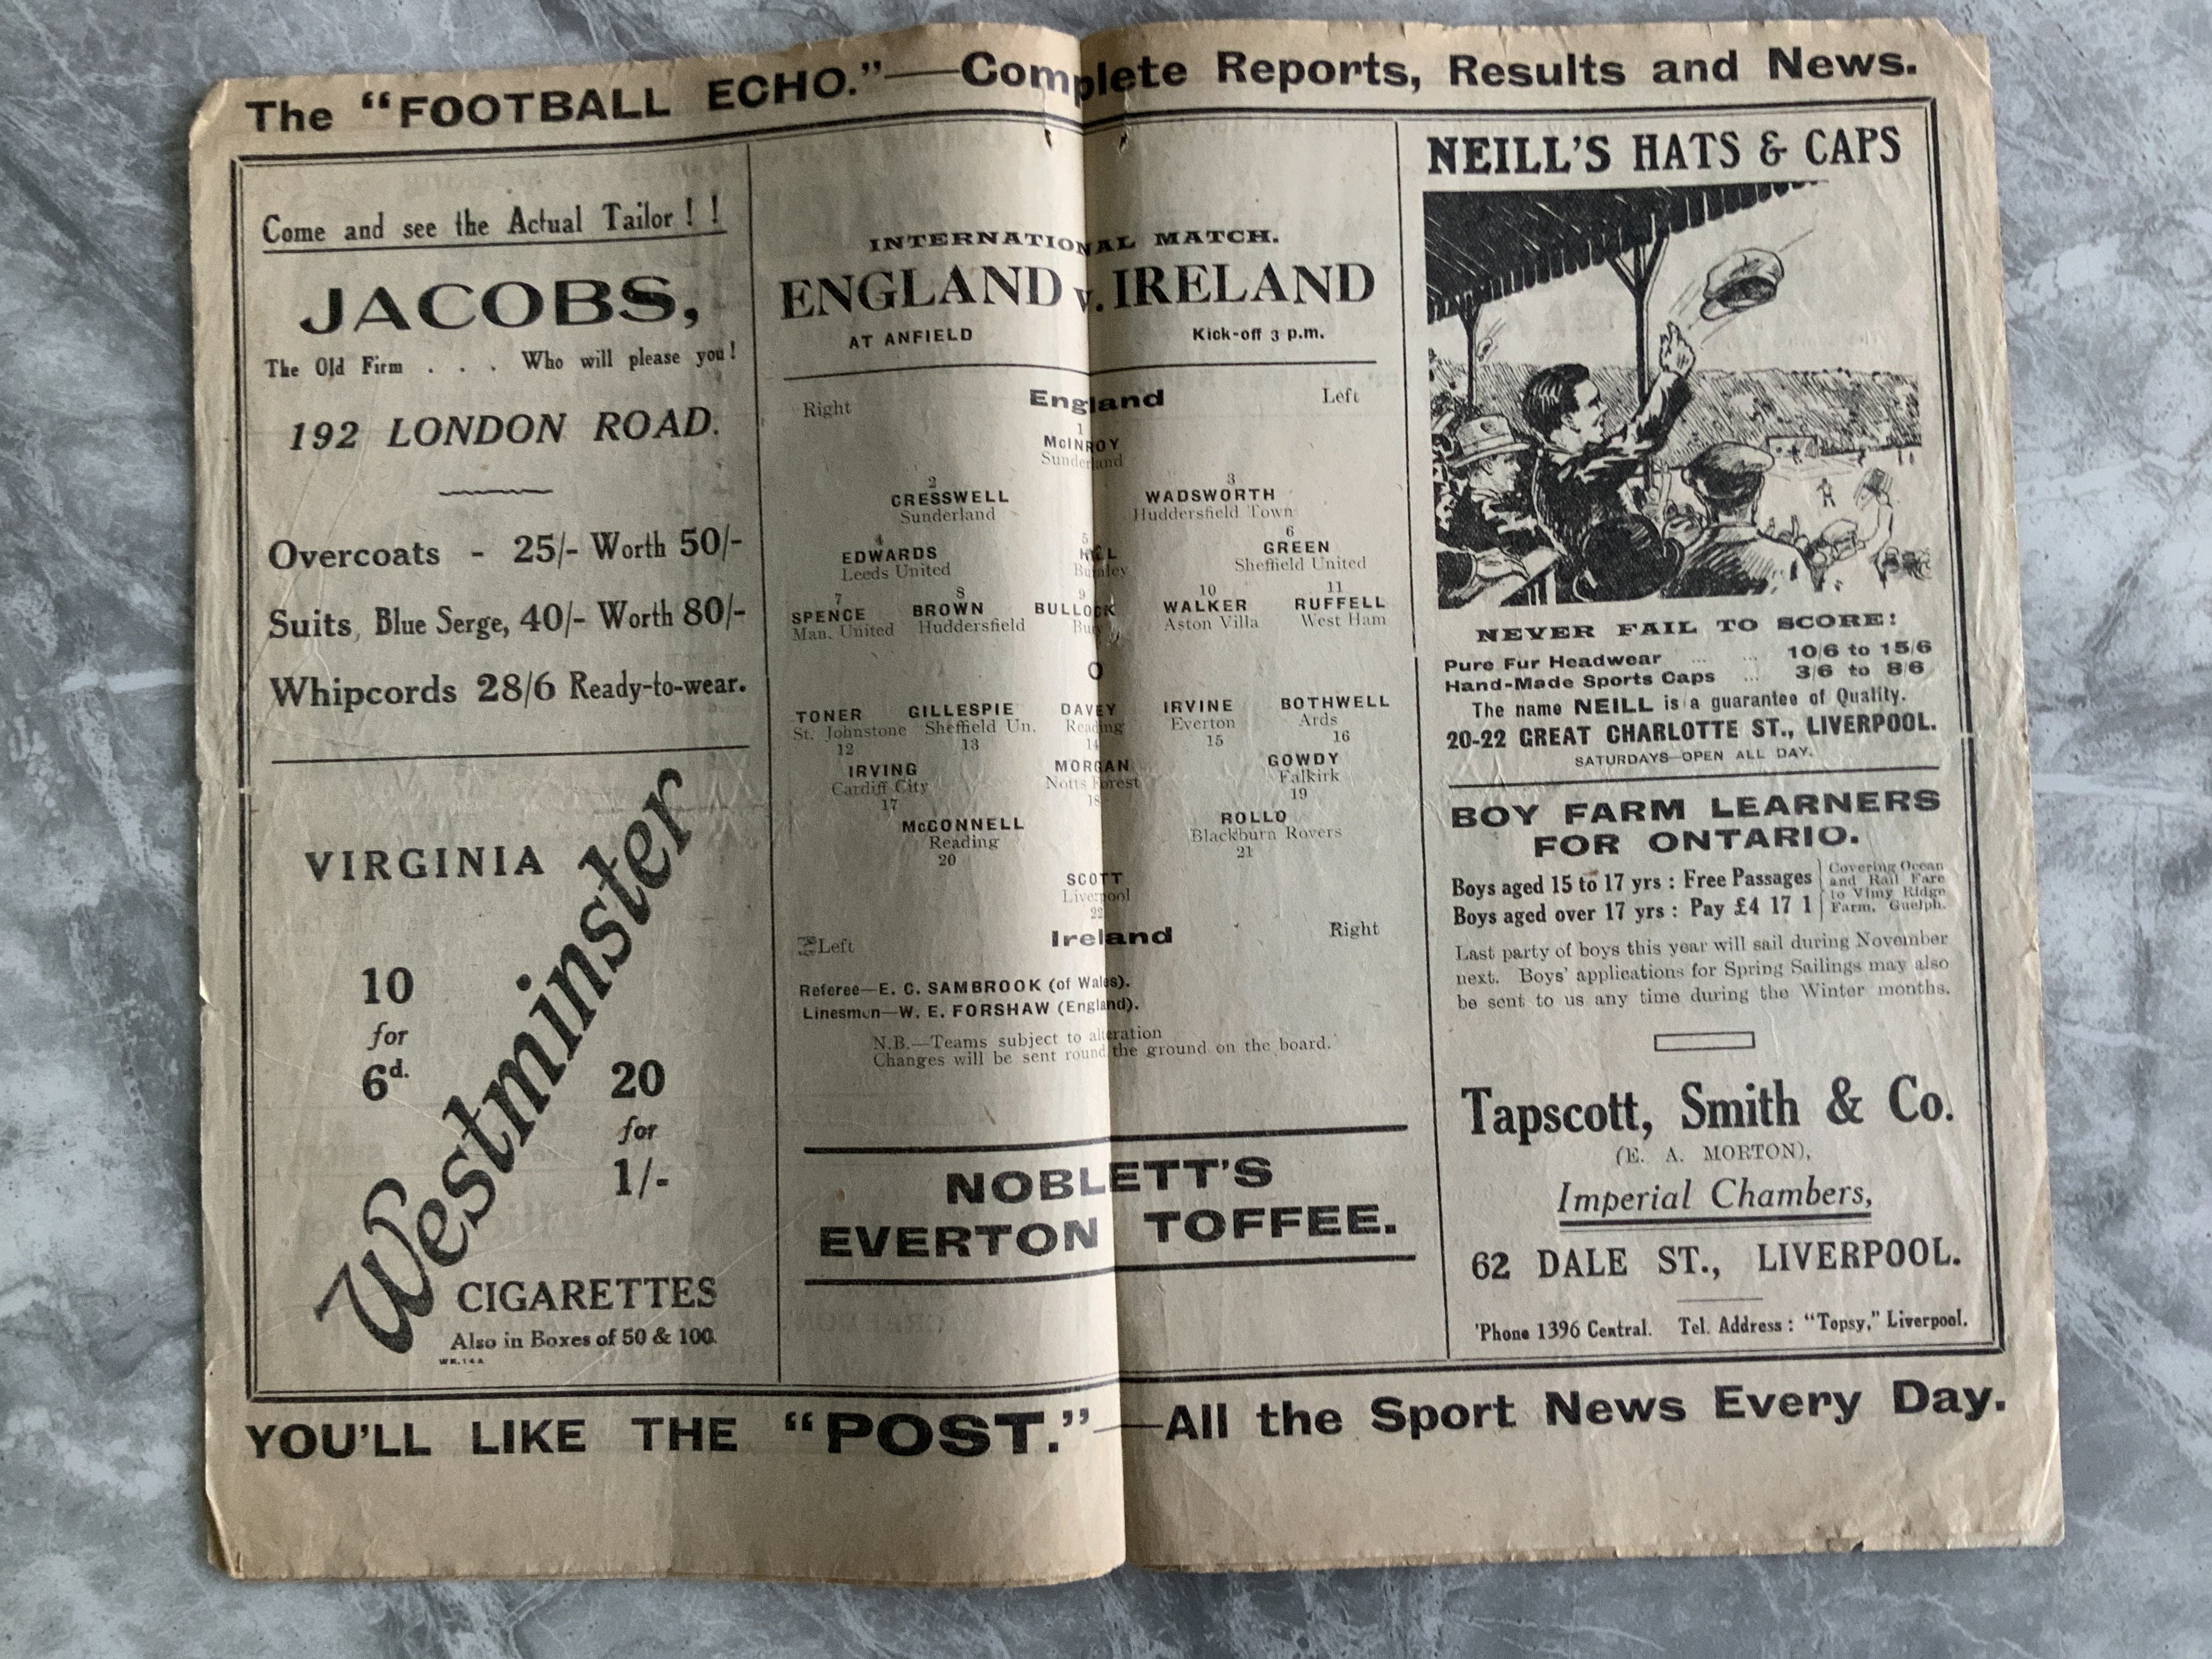 The "FOOTBALL ECHO."—Complete Reports, Results and News.
Come and see the Actual Tailor ! !
JACOBS,
The Old Firm . . . Who will please you!
192 LONDON ROAD.
Overcoats - 25/- Worth 50/-
Suits, Blue Serge, 40/- Worth 80/-
Whipcords 28/6 Ready-to-wear.
VIRGINIA
Westminster
10
for
6d.
20
for
1/-
CIGARETTES
Also in Boxes of 50 & 100.
WR.14A
INTERNATIONAL MATCH.
ENGLAND v. IRELAND
AT ANFIELD Kick-off 3 p.m.
Right England Left
1
McINROY
Sunderland
2 3
CRESSWELL WADSWORTH
Sunderland Huddersfield Town
4 5 6
EDWARDS HILL GREEN
Leeds United Burnley Sheffield United
7 8 9 10 11
SPENCE BROWN BULLOCK WALKER RUFFELL
Man. United Huddersfield Bury Aston Villa West Ham
O
TONER GILLESPIE DAVEY IRVINE BOTHWELL
St. Johnstone Sheffield Un. Reading Everton Ards
12 13 14 15 16
IRVING MORGAN GOWDY
Cardiff City Notts Forest Falkirk
17 18 19
McCONNELL ROLLO
Reading Blackburn Rovers
20 21
SCOTT
Liverpool
22
Left Ireland Right
Referee—E. C. SAMBROOK (of Wales).
Linesmen—W. E. FORSHAW (England).
N.B.—Teams subject to alteration
Changes will be sent round the ground on the board.
NOBLETT'S
EVERTON TOFFEE.
NEILL'S HATS & CAPS
NEVER FAIL TO SCORE!
Pure Fur Headwear ... ... 10/6 to 15/6
Hand-Made Sports Caps ... 3/6 to 8/6
The name NEILL is a guarantee of Quality.
20-22 GREAT CHARLOTTE ST., LIVERPOOL.
SATURDAYS—OPEN ALL DAY.
BOY FARM LEARNERS
FOR ONTARIO.
Boys aged 15 to 17 yrs : Free Passages
Boys aged over 17 yrs : Pay £4 17 1
Covering Ocean
and Rail Fare
to Vimy Ridge
Farm, Guelph.
Last party of boys this year will sail during November
next. Boys' applications for Spring Sailings may also
be sent to us any time during the Winter months.
Tapscott, Smith & Co.
(E. A. MORTON),
Imperial Chambers,
62 DALE ST., LIVERPOOL.
'Phone 1396 Central. Tel. Address : "Topsy," Liverpool.
YOU'LL LIKE THE "POST."—All the Sport News Every Day.